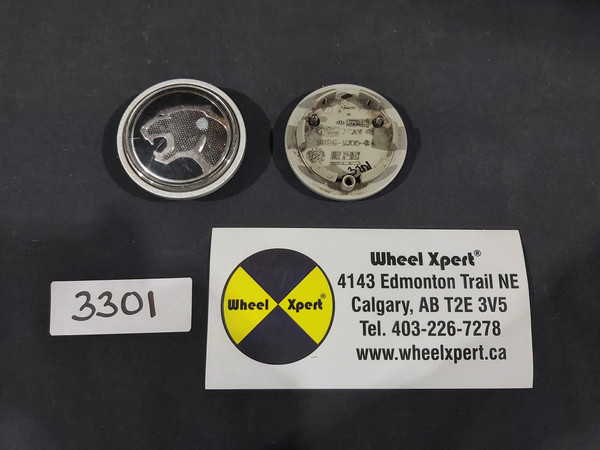 3301
3301
Wheel Xpert®
Wheel Xpert®
4143 Edmonton Trail NE
Calgary, AB T2E 3V5
Tel. 403-226-7278
www.wheelxpert.ca